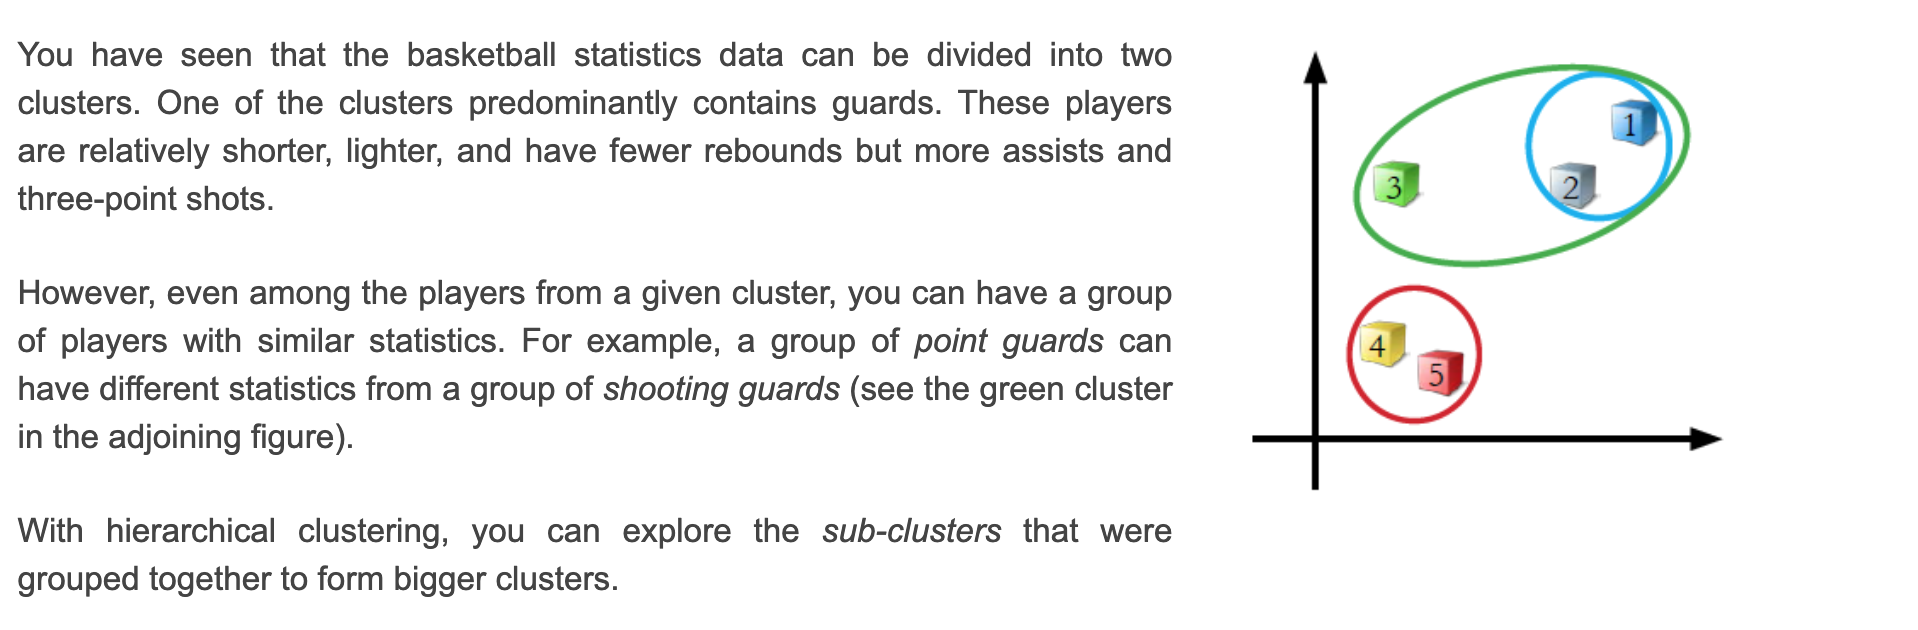 You have seen that the basketball statistics data can be divided into two
clusters. One of the clusters predominantly contains guards. These players
are relatively shorter, lighter, and have fewer rebounds but more assists and
three-point shots.
However, even among the players from a given cluster, you can have a group
of players with similar statistics. For example, a group of point guards can
have different statistics from a group of shooting guards (see the green cluster
in the adjoining figure).
With hierarchical clustering, you can explore the sub-clusters that were
grouped together to form bigger clusters.
1
3
2
4
5